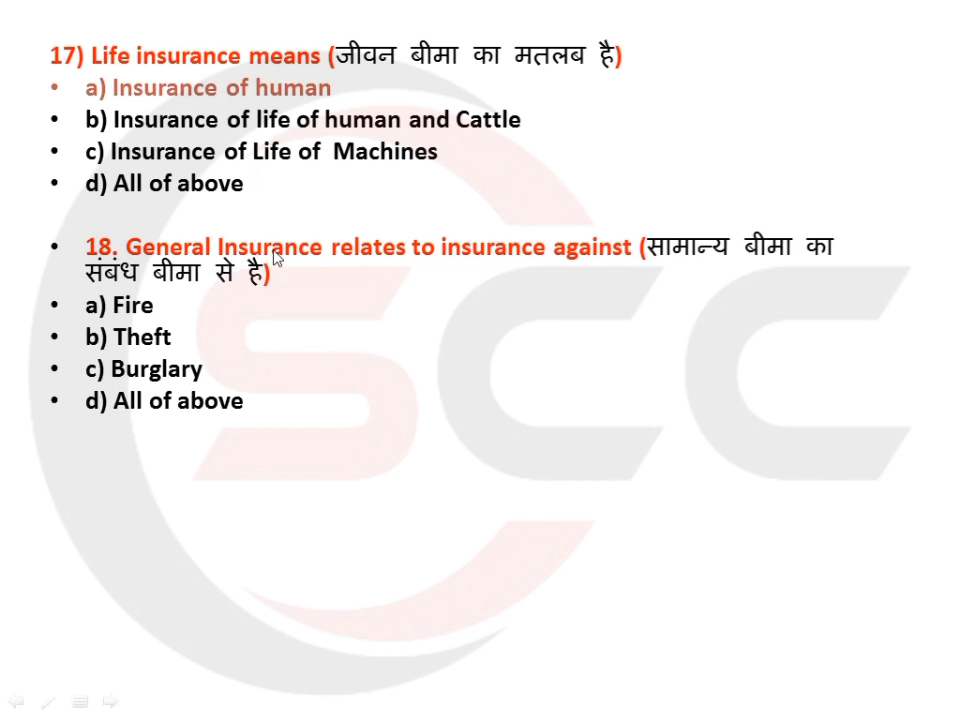 17) Life insurance means (जीवन बीमा का मतलब है)
• a) Insurance of human
• b) Insurance of life of human and Cattle
• c) Insurance of Life of Machines
• d) All of above
• 18. General Insurance relates to insurance against (सामान्य बीमा का
संबंध बीमा से है)
• a) Fire
• b) Theft
• c) Burglary
• d) All of above
SCC